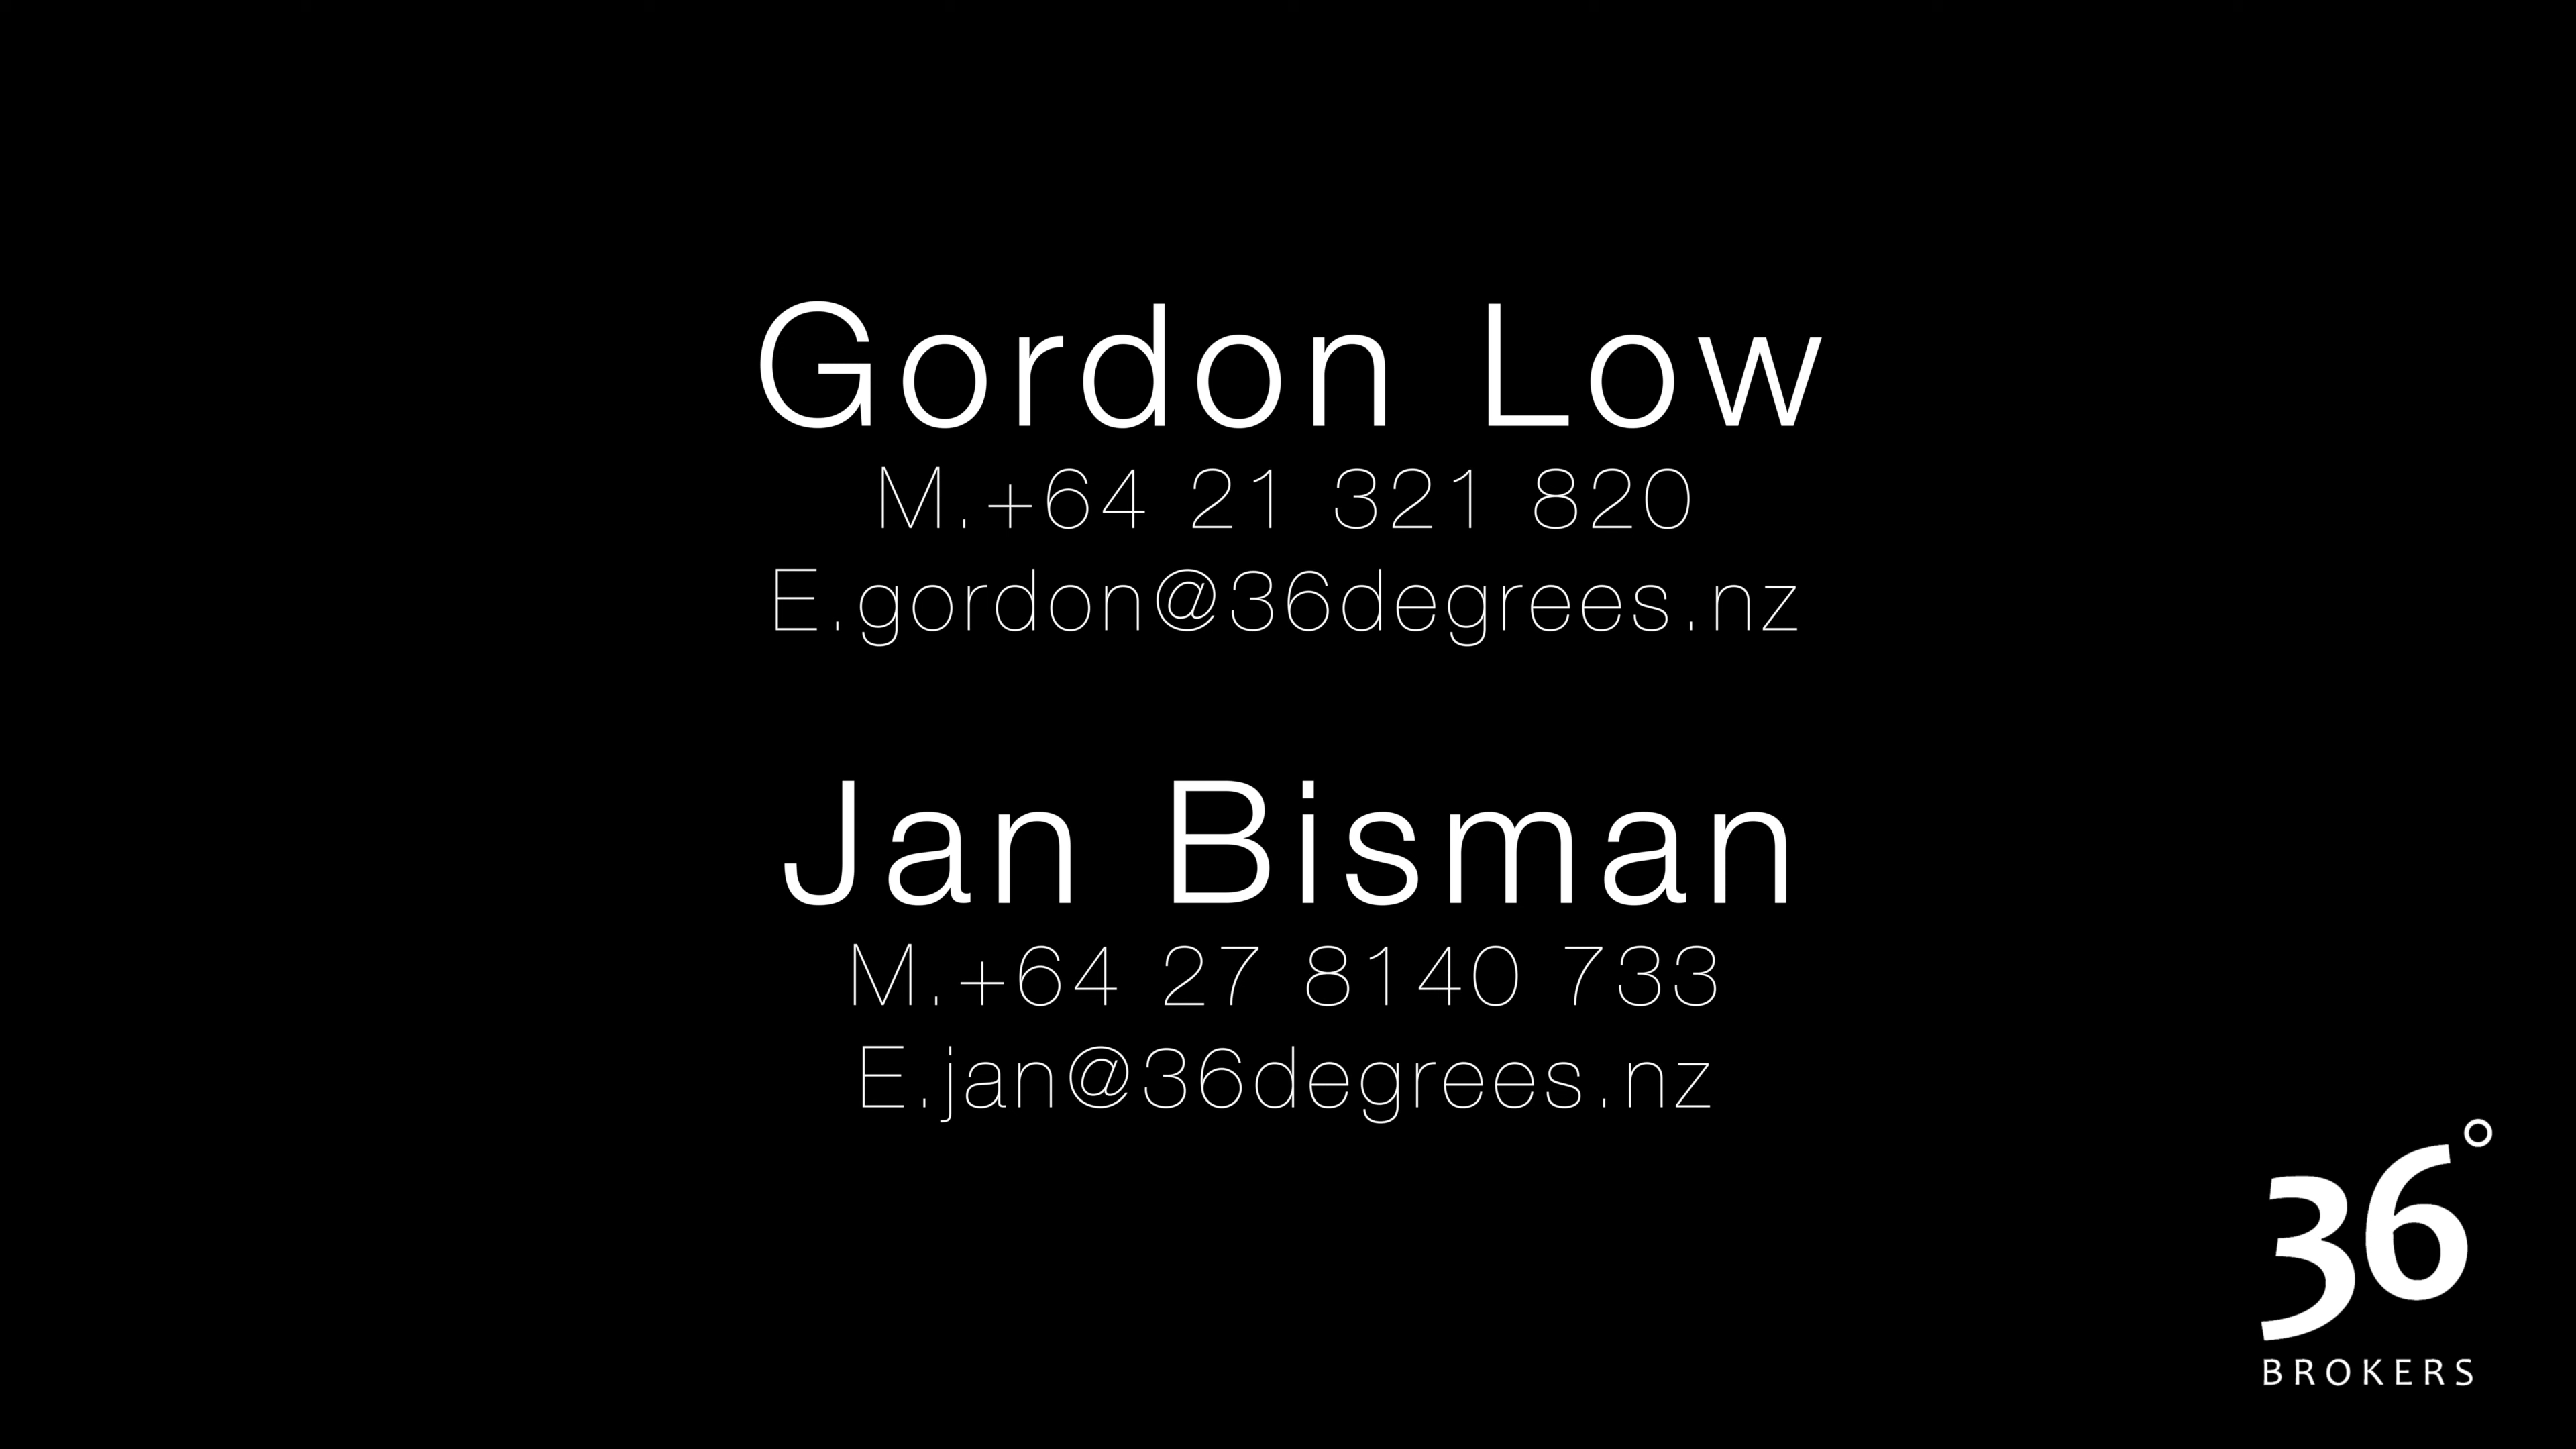 Gordon Low
M.+64 21 321 820
E.gordon@36degrees.nz
Jan Bisman
M.+64 27 8140 733
E.jan@36degrees.nz
36°
BROKERS